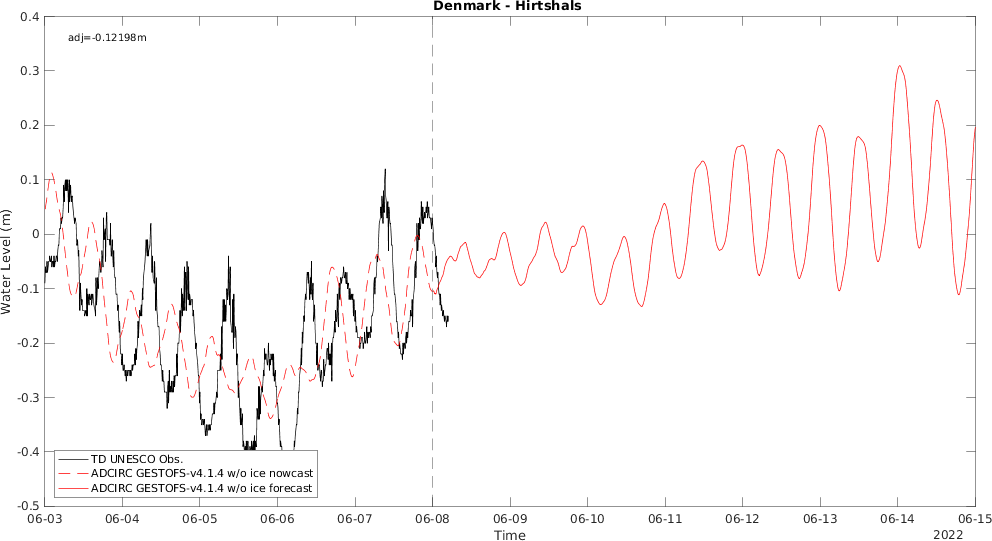 Denmark - Hirtshals
adj=-0.12198m
0.4
0.3
0.2
0.1
0
-0.1
-0.2
-0.3
-0.4
-0.5
Water Level (m)
TD UNESCO Obs.
ADCIRC GESTOFS-v4.1.4 w/o ice nowcast
ADCIRC GESTOFS-v4.1.4 w/o ice forecast
06-03 06-04 06-05 06-06 06-07 06-08 06-09 06-10 06-11 06-12 06-13 06-14 06-15
Time
2022